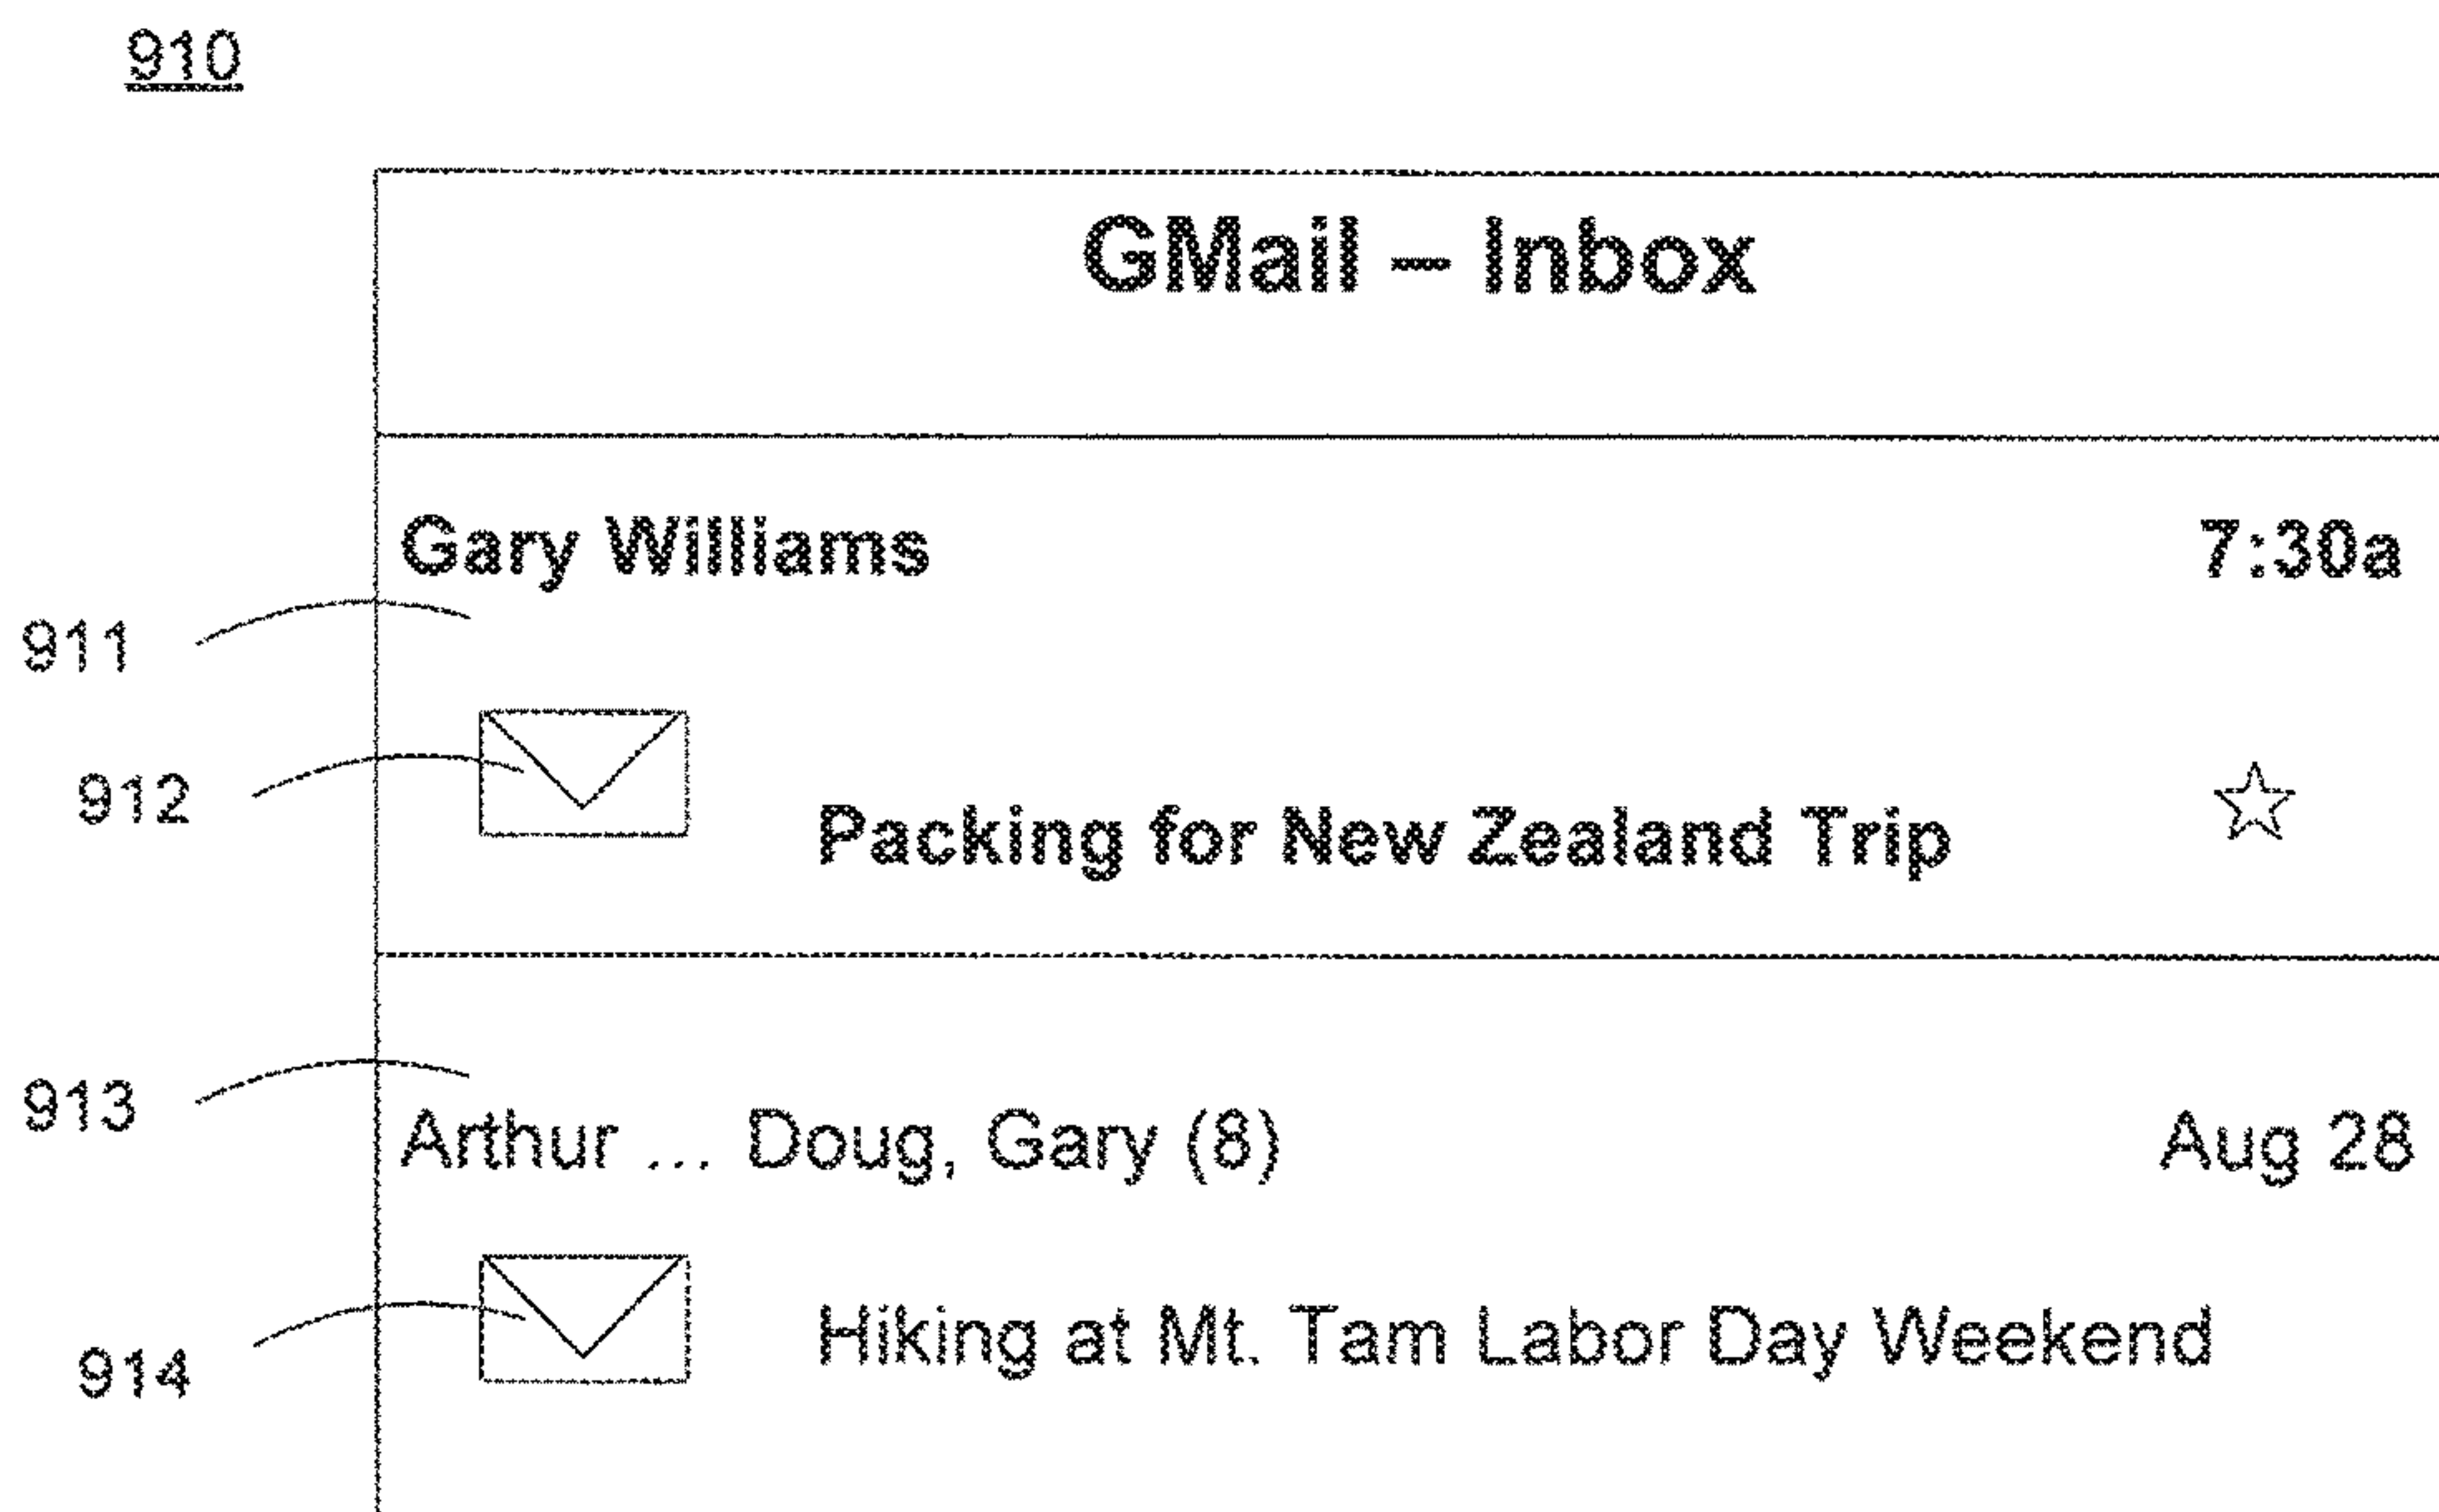 910
GMail – Inbox
Gary Williams 7:30a
911
912
Packing for New Zealand Trip
913
Arthur ... Doug, Gary (8) Aug 28
Hiking at Mt. Tam Labor Day Weekend
914